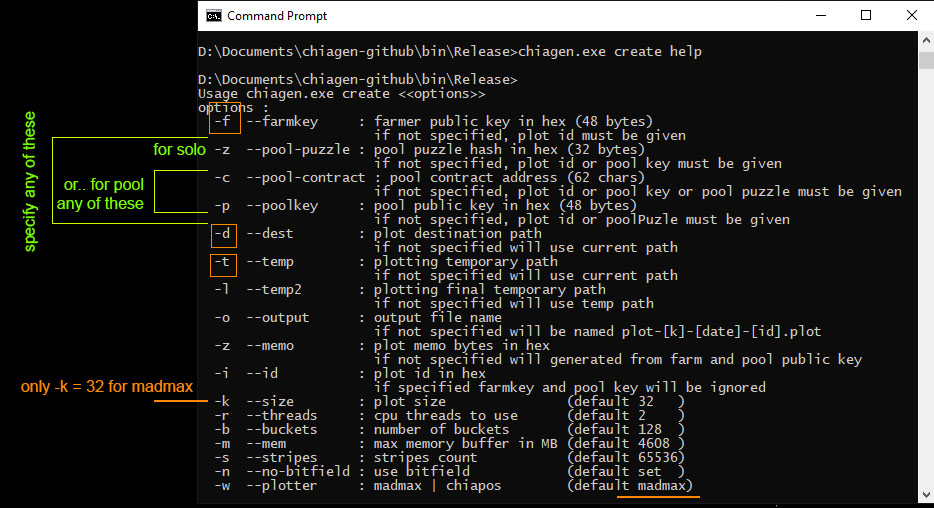 Command Prompt
D:\Documents\chiagen-github\bin\Release>chiagen.exe create help
D:\Documents\chiagen-github\bin\Release>
Usage chiagen.exe create <<options>>
options :
-f --farmkey : farmer public key in hex (48 bytes)
if not specified, plot id must be given
for solo
-z --pool-puzzle : pool puzzle hash in hex (32 bytes)
if not specified, plot id or pool key must be given
or.. for pool
any of these
specify any of these
-c --pool-contract : pool contract address (62 chars)
if not specified, plot id or pool key or pool puzzle must be given
-p --poolkey : pool public key in hex (48 bytes)
if not specified, plot id or poolPuzle must be given
-d --dest : plot destination path
if not specified will use current path
-t --temp : plotting temporary path
if not specified will use current path
-l --temp2 : plotting final temporary path
if not specified will use temp path
-o --output : output file name
if not specified will be named plot-[k]-[date]-[id].plot
-z --memo : plot memo bytes in hex
if not specified will generated from farm and pool public key
-i --id : plot id in hex
if specified farmkey and pool key will be ignored
only -k = 32 for madmax
-k --size : plot size (default 32 )
-r --threads : cpu threads to use (default 2 )
-b --buckets : number of buckets (default 128 )
-m --mem : max memory buffer in MB (default 4608 )
-s --stripes : stripes count (default 65536)
-n --no-bitfield : use bitfield (default set )
-w --plotter : madmax | chiapos (default madmax)